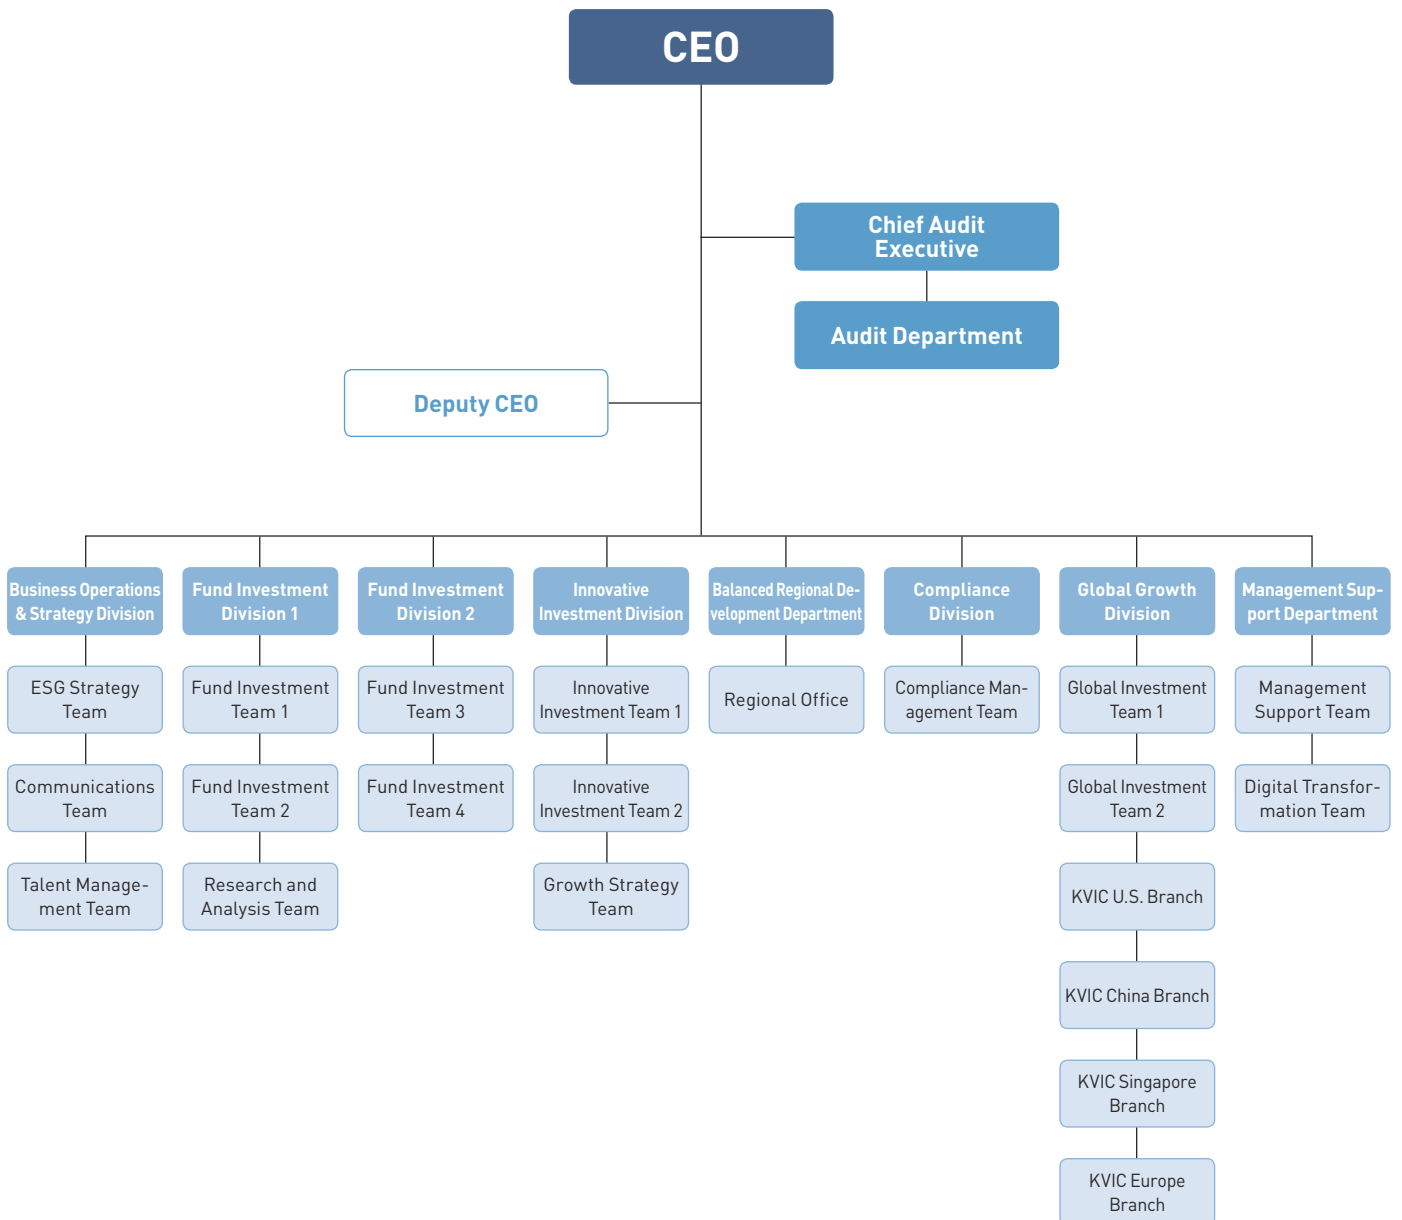 CEO
Chief Audit
Executive
Audit Department
Deputy CEO
Business Operations
& Strategy Division
ESG Strategy
Team
Communications
Team
Talent Manage-
ment Team
Fund Investment
Division 1
Fund Investment
Team 1
Fund Investment
Team 2
Research and
Analysis Team
Fund Investment
Division 2
Fund Investment
Team 3
Fund Investment
Team 4
Innovative
Investment Division
Innovative
Investment Team 1
Innovative
Investment Team 2
Growth Strategy
Team
Balanced Regional De-
velopment Department
Regional Office
Compliance
Division
Compliance Man-
agement Team
Global Growth
Division
Global Investment
Team 1
Global Investment
Team 2
KVIC U.S. Branch
KVIC China Branch
KVIC Singapore
Branch
KVIC Europe
Branch
Management Sup-
port Department
Management
Support Team
Digital Transfor-
mation Team